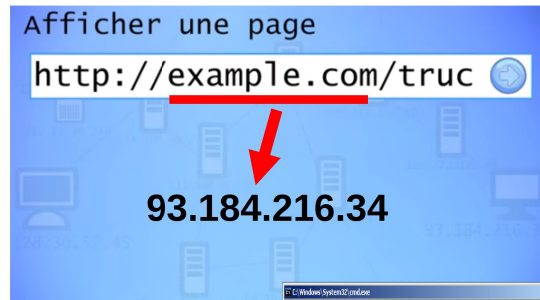 Afficher une page
http://example.com/truc
93.184.216.34
C:\Windows\System32\cmd.exe